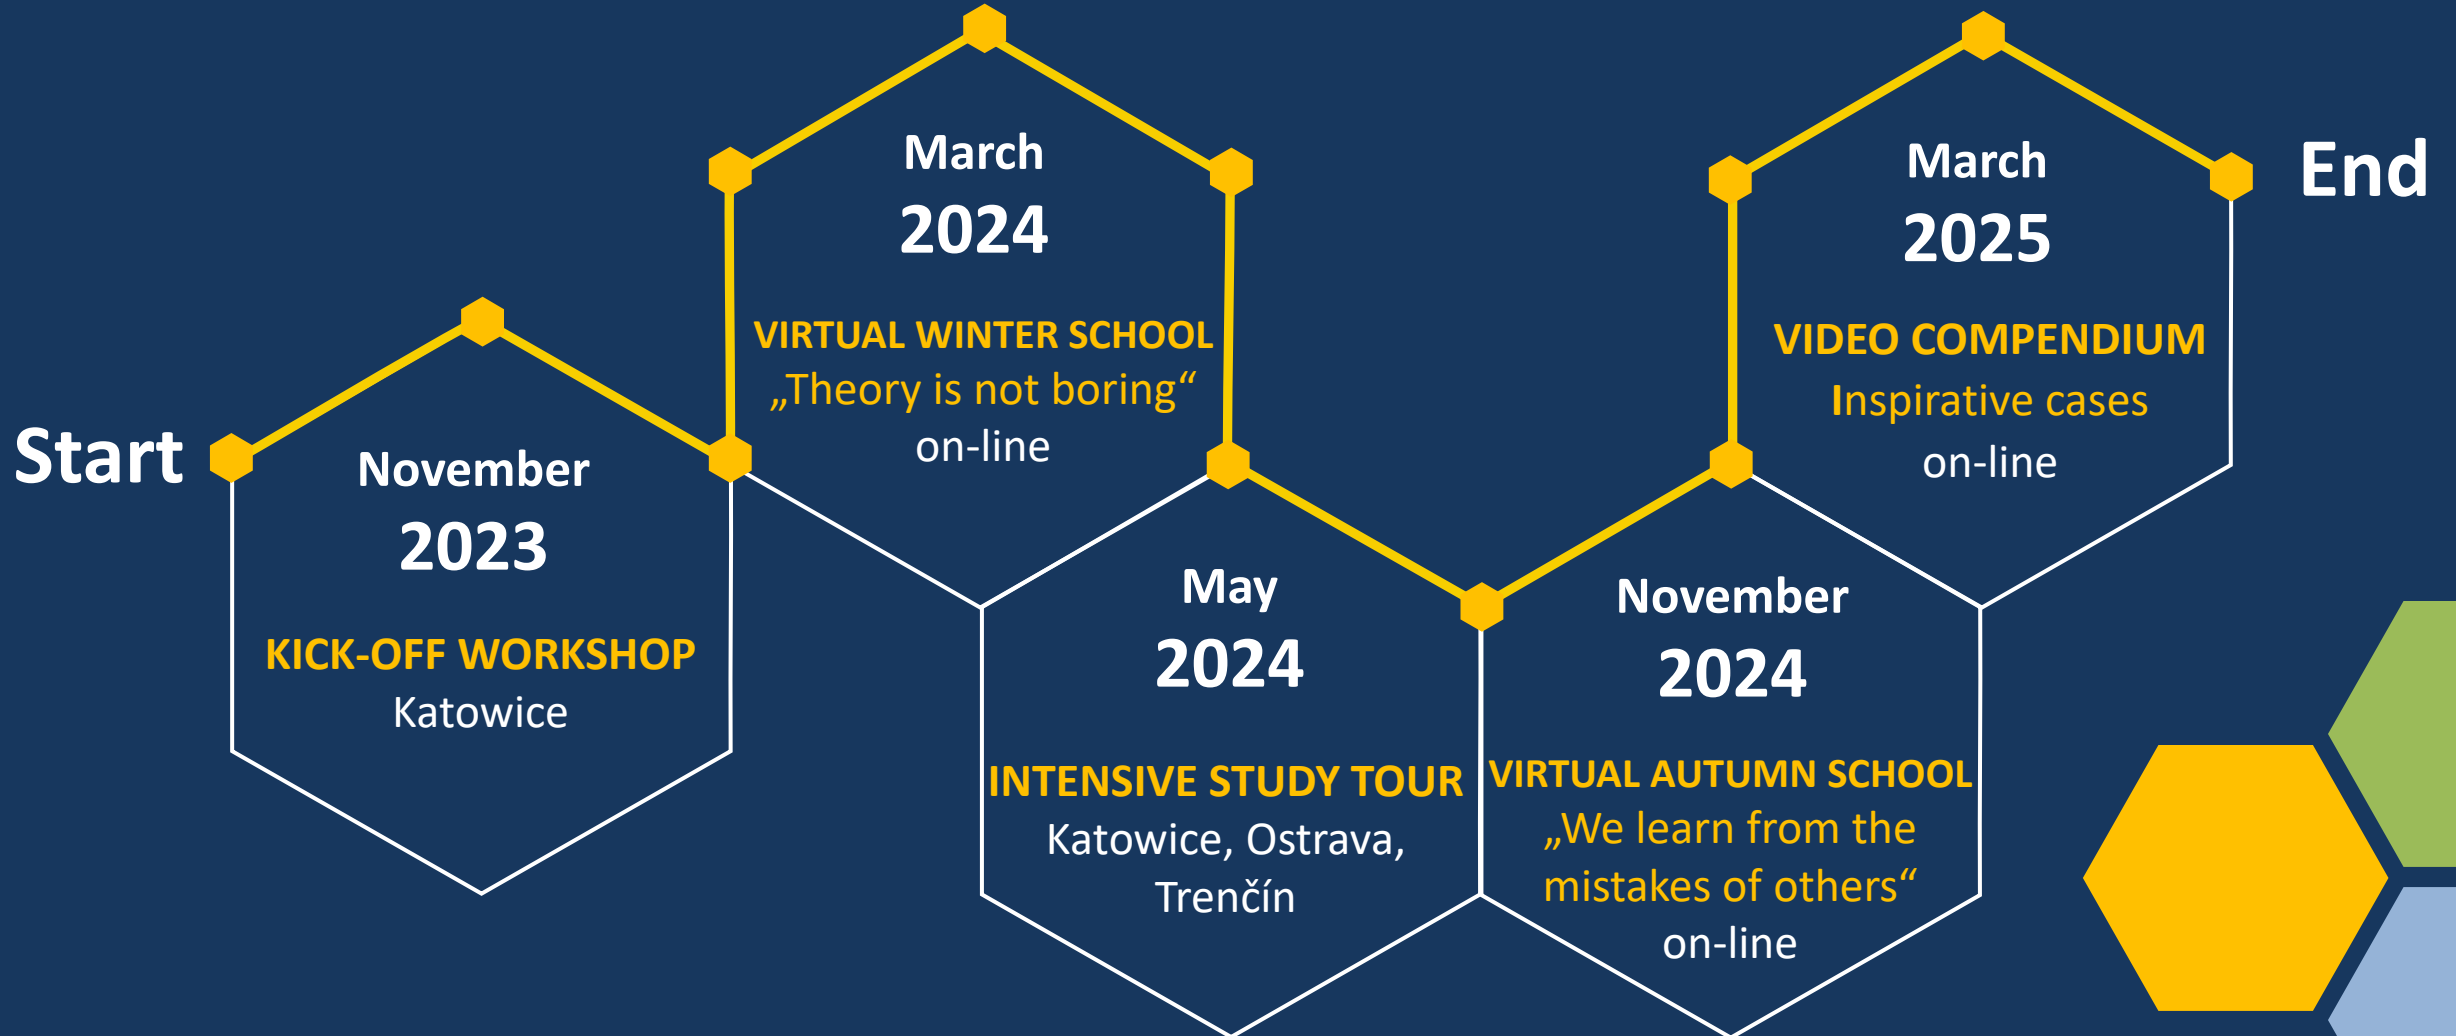 Start
November
2023
KICK-OFF WORKSHOP
Katowice
March
2024
VIRTUAL WINTER SCHOOL
„Theory is not boring“
on-line
May
2024
INTENSIVE STUDY TOUR
Katowice, Ostrava,
Trenčín
November
2024
VIRTUAL AUTUMN SCHOOL
„We learn from the
mistakes of others“
on-line
March
2025
VIDEO COMPENDIUM
Inspirative cases
on-line
End